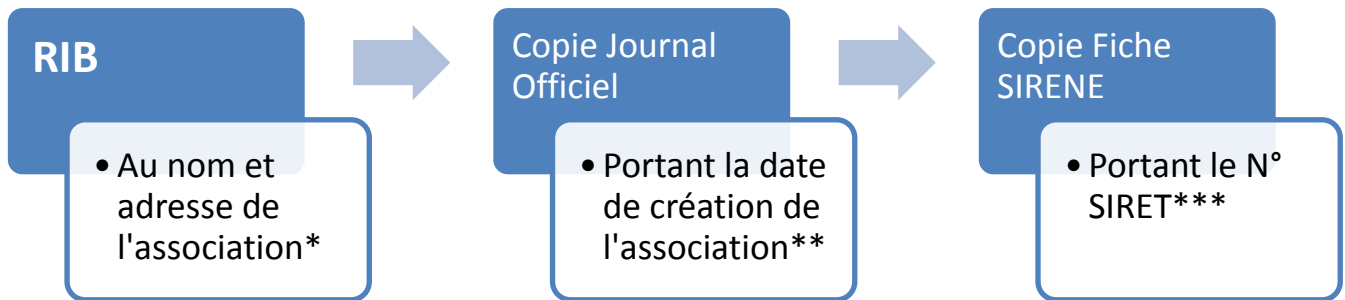 RIB
• Au nom et
adresse de
l'association*
Copie Journal
Officiel
• Portant la date
de création de
l'association**
Copie Fiche
SIRENE
• Portant le N°
SIRET***